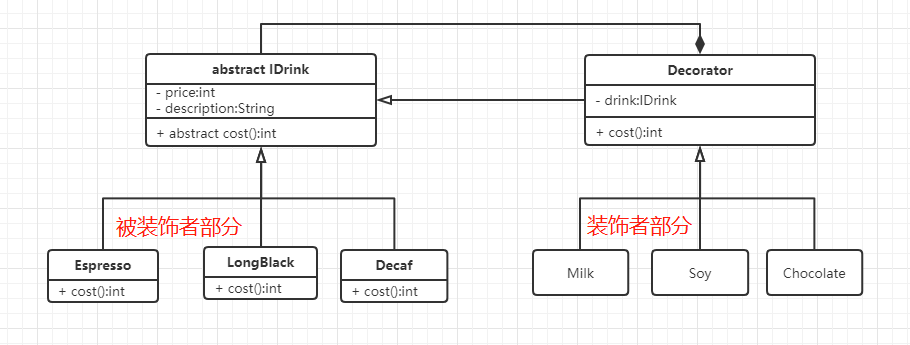 abstract IDrink
- price:int
- description:String
+ abstract cost():int
Decorator
- drink:IDrink
+ cost():int
被装饰者部分
装饰者部分
Espresso
+ cost():int
LongBlack
+ cost():int
Decaf
+ cost():int
Milk
Soy
Chocolate